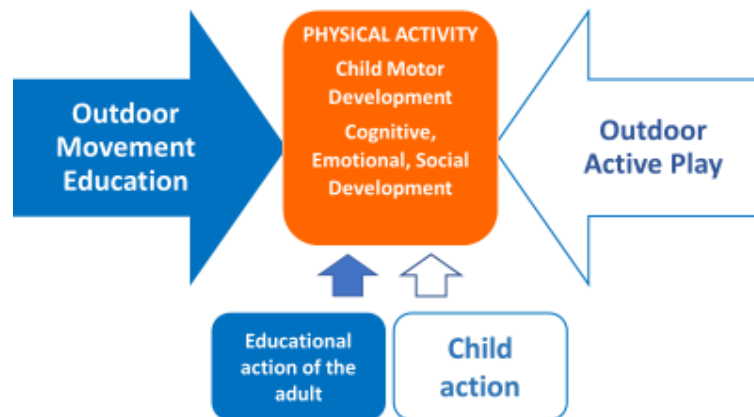 PHYSICAL ACTIVITY
Child Motor
Development
Cognitive,
Emotional, Social
Development
Outdoor
Movement
Education
Outdoor
Active Play
Educational
action of the
adult
Child
action